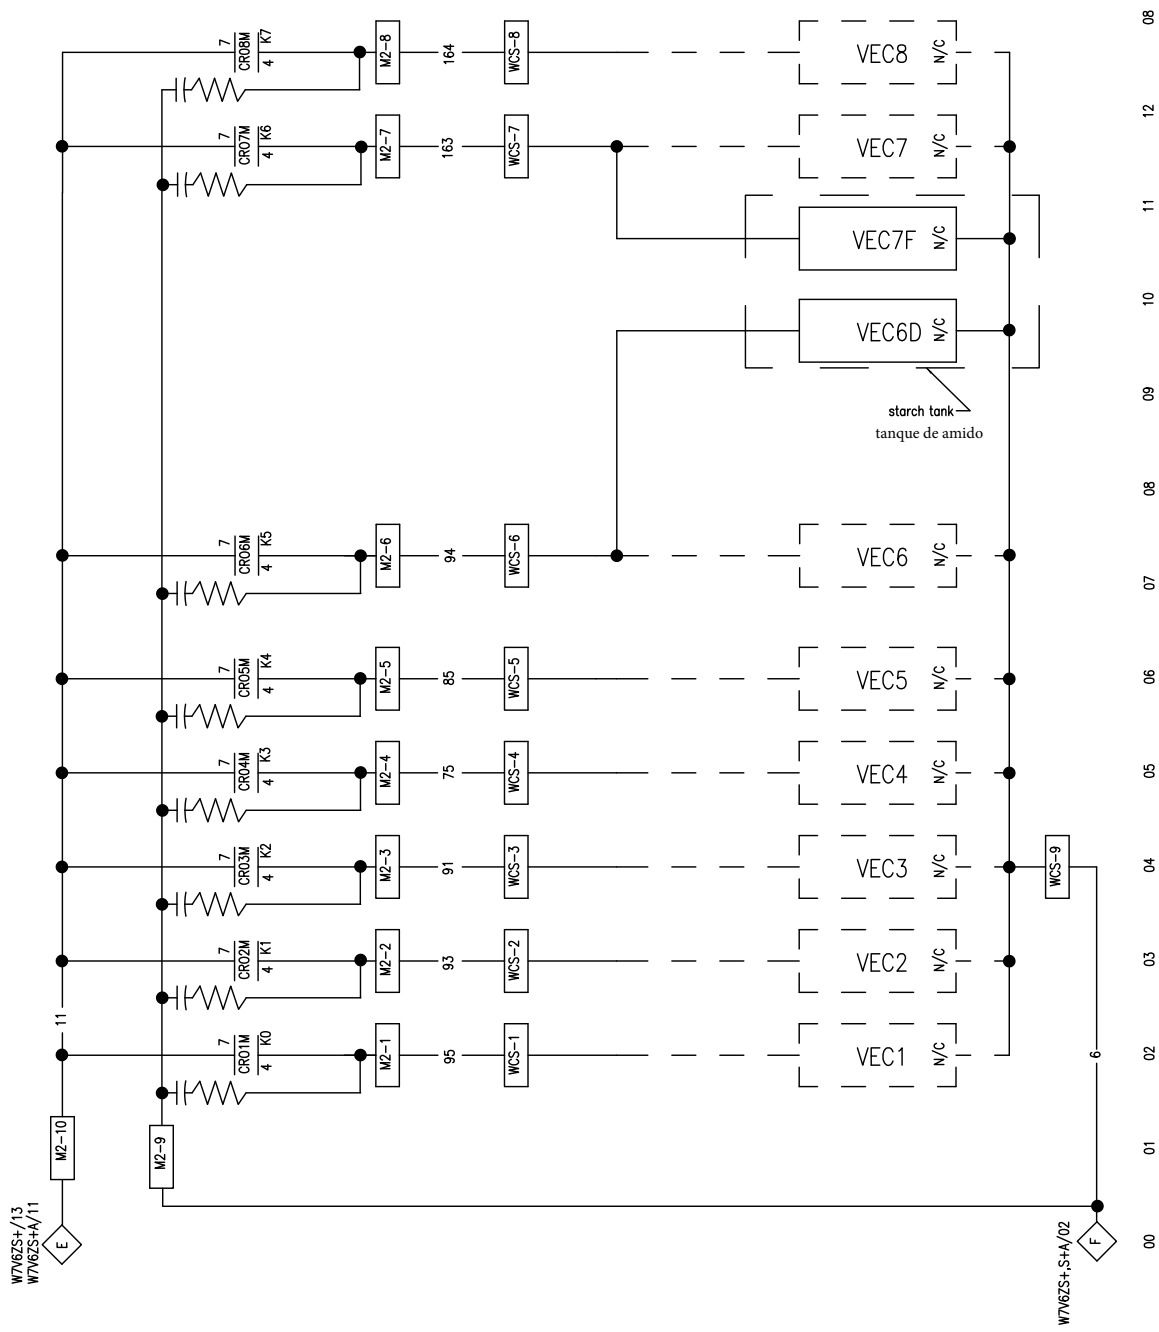 W7V6ZS+/13
W7V6ZS+A/11
E
M2-10
11
M2-9
7
CR08M
4
K7
M2-8
164
WCS-8
VEC8
N/C
7
CR07M
4
K6
M2-7
163
WCS-7
VEC7
N/C
VEC7F
N/C
VEC6D
N/C
starch tank
tanque de amido
7
CR06M
4
K5
M2-6
94
WCS-6
VEC6
N/C
7
CR05M
4
K4
M2-5
85
WCS-5
VEC5
N/C
7
CR04M
4
K3
M2-4
75
WCS-4
VEC4
N/C
7
CR03M
4
K2
M2-3
91
WCS-3
VEC3
N/C
WCS-9
7
CR02M
4
K1
M2-2
93
WCS-2
VEC2
N/C
7
CR01M
4
K0
M2-1
95
WCS-1
VEC1
N/C
6
W7V6ZS+,S+A/02
F
08
12
11
10
09
08
07
06
05
04
03
02
01
00